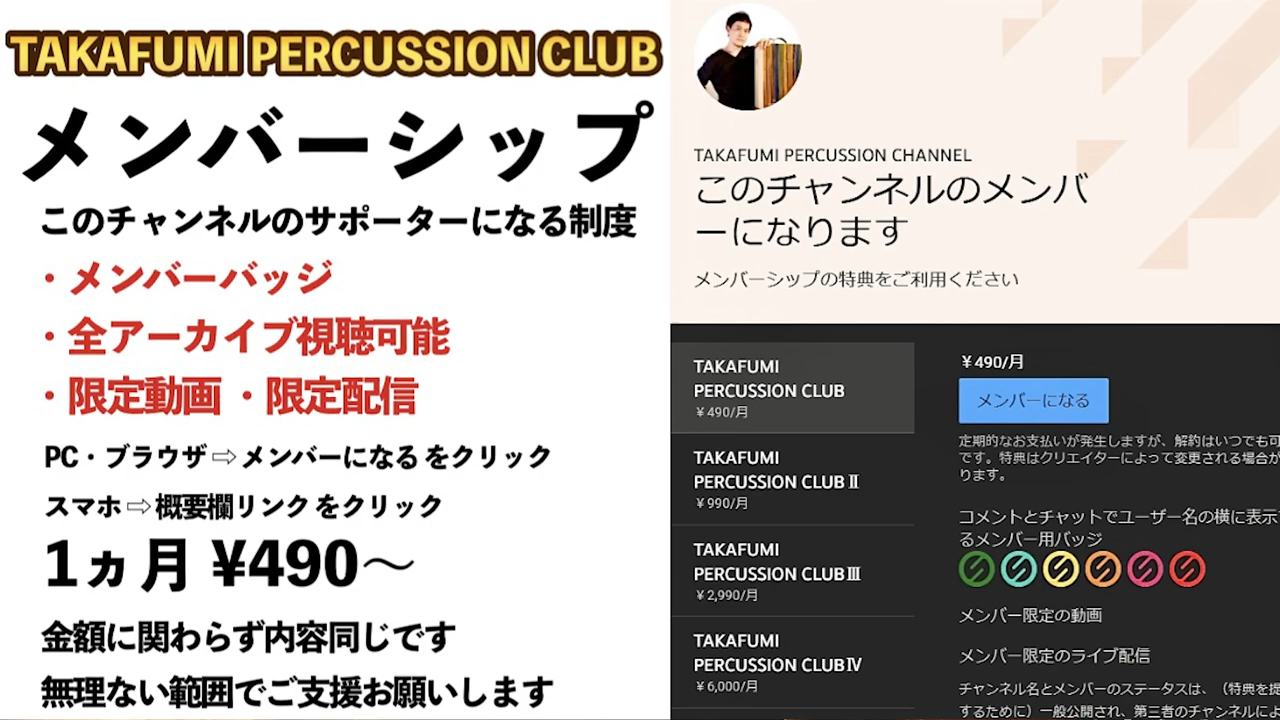 TAKAFUMI PERCUSSION CLUB
メンバーシップ
このチャンネルのサポーターになる制度
・メンバーバッジ
・全アーカイブ視聴可能
・限定動画 ・限定配信
PC・ブラウザ⇨メンバーになる をクリック
スマホ⇨概要欄リンク をクリック
1ヵ月 ¥490～
金額に関わらず内容同じです
無理ない範囲でご支援お願いします
TAKAFUMI PERCUSSION CHANNEL
このチャンネルのメンバ
ーになります
メンバーシップの特典をご利用ください
TAKAFUMI
PERCUSSION CLUB
¥490/月
TAKAFUMI
PERCUSSION CLUBⅡ
¥990/月
TAKAFUMI
PERCUSSION CLUBⅢ
¥2,990/月
TAKAFUMI
PERCUSSION CLUBⅣ
¥6,000/月
¥490/月
メンバーになる
定期的なお支払いが発生しますが、解約はいつでも可
です。特典はクリエイターによって変更される場合が
ります。
コメントとチャットでユーザー名の横に表示
るメンバー用バッジ
メンバー限定の動画
メンバー限定のライブ配信
チャンネル名とメンバーのステータスは、（特典を提
するために）一般公開され、第三者のチャンネルによ